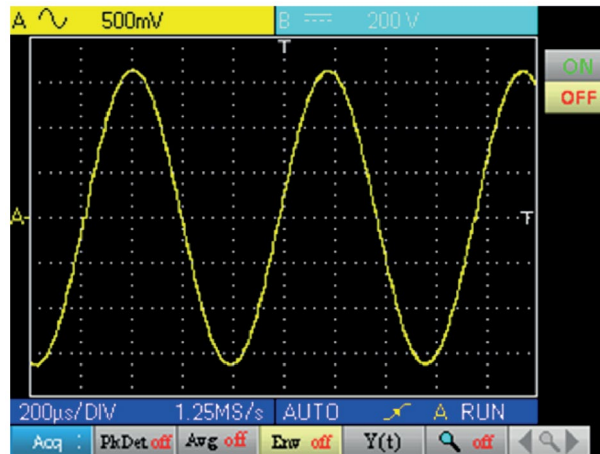 A 500mV B 200 V
T
ON
OFF
A T
200µs/DIV 1.25MS/s AUTO A RUN
Acq : PkDet off Avg off Env off Y(t) off